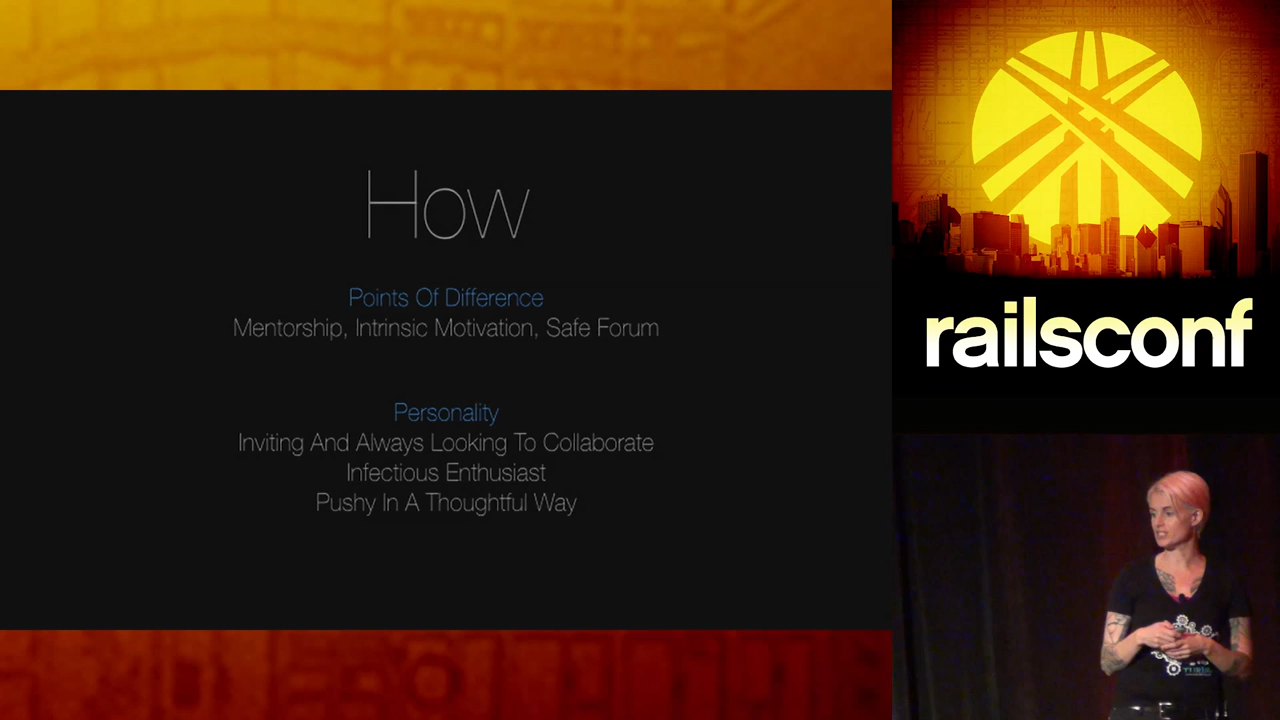 How
Points Of Difference
Mentorship, Intrinsic Motivation, Safe Forum
Personality
Inviting And Always Looking To Collaborate
Infectious Enthusiast
Pushy In A Thoughtful Way
railsconf